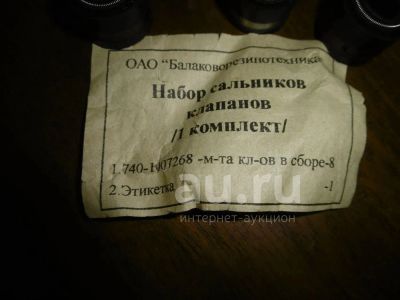 ОАО "Балаковорезинотехника
Набор сальников
клапанов
/1 комплект/
1.740-1007268 -м-та кл-ов в сборе-8
2.Этикетка -1
au.ru
интернет-аукцион